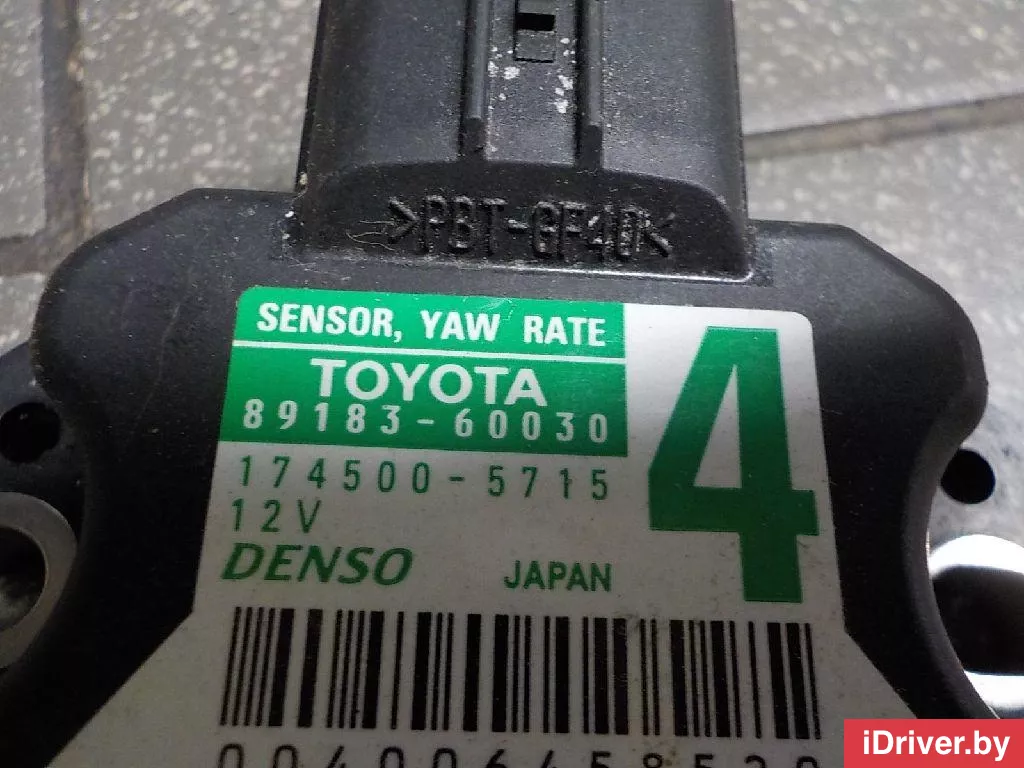 >PBT-GF40<
SENSOR, YAW RATE
TOYOTA
89183-60030
4
174500-5715
12V
DENSO JAPAN
iDriver.by